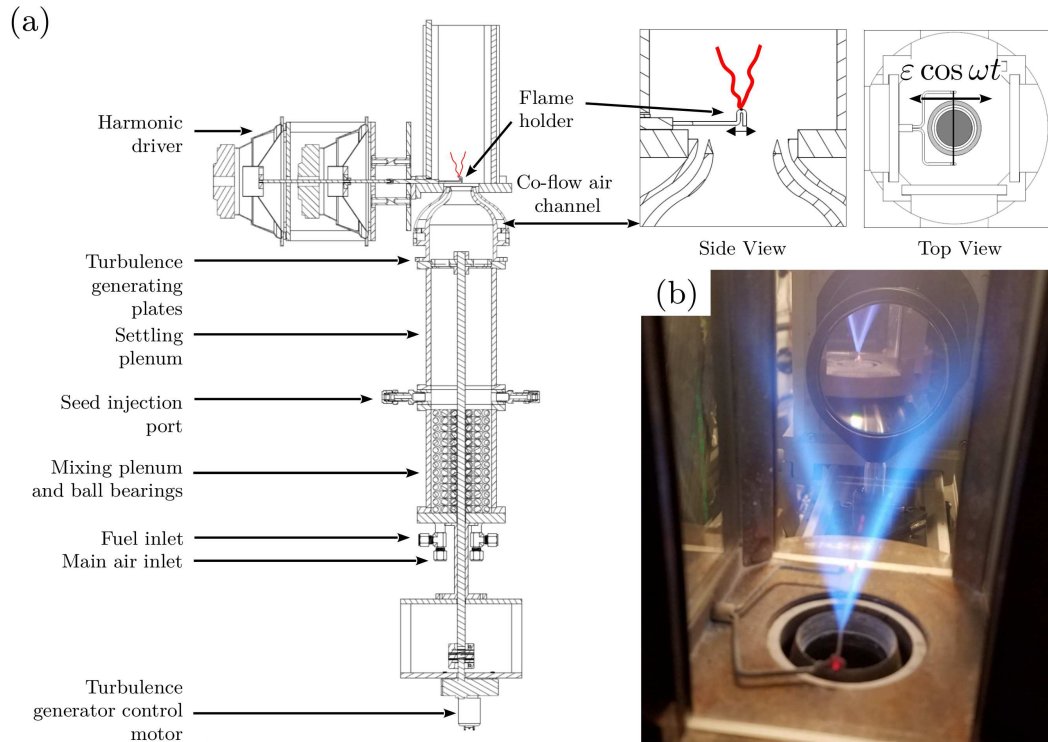 (a)
Harmonic
driver
Flame
holder
Co-flow air
channel
ε cos ωt
Side View
Top View
Turbulence
generating
plates
Settling
plenum
Seed injection
port
Mixing plenum
and ball bearings
Fuel inlet
Main air inlet
Turbulence
generator control
motor
(b)